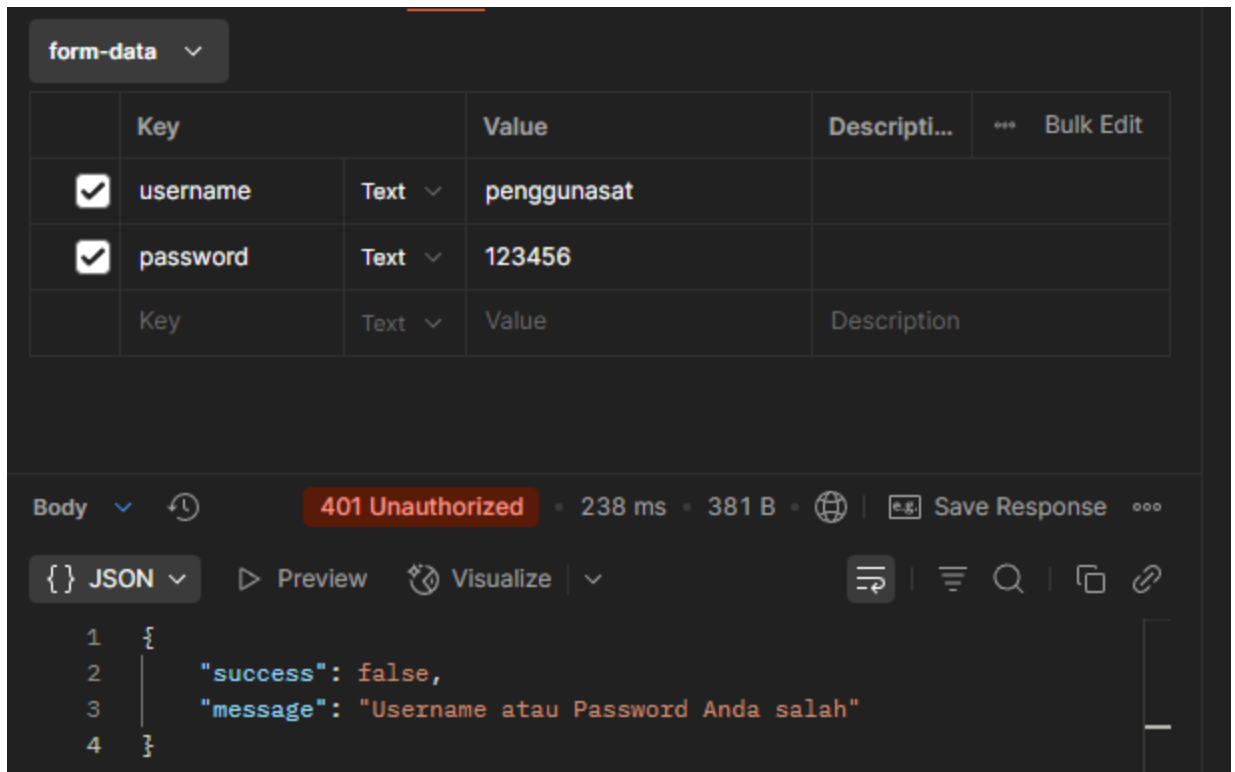 form-data
Key Value Descripti... Bulk Edit
username Text penggunasat
password Text 123456
Key Text Value Description
Body 401 Unauthorized • 238 ms • 381 B • e.g. Save Response
{} JSON Preview Visualize
1 {
2 "success": false,
3 "message": "Username atau Password Anda salah"
4 }